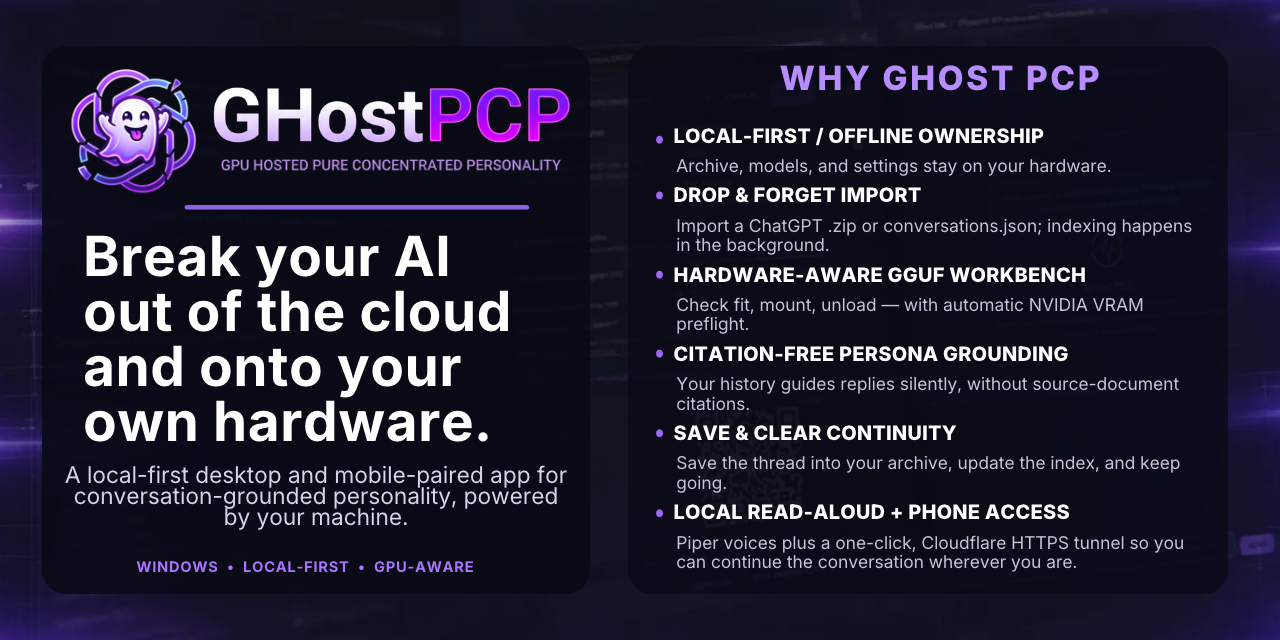 GHostPCP
GPU HOSTED PURE CONCENTRATED PERSONALITY
Break your AI
out of the cloud
and onto your
own hardware.
A local-first desktop and mobile-paired app for
conversation-grounded personality, powered
by your machine.
WINDOWS • LOCAL-FIRST • GPU-AWARE
WHY GHOST PCP
• LOCAL-FIRST / OFFLINE OWNERSHIP
Archive, models, and settings stay on your hardware.
• DROP & FORGET IMPORT
Import a ChatGPT .zip or conversations.json; indexing happens
in the background.
• HARDWARE-AWARE GGUF WORKBENCH
Check fit, mount, unload — with automatic NVIDIA VRAM
preflight.
• CITATION-FREE PERSONA GROUNDING
Your history guides replies silently, without source-document
citations.
• SAVE & CLEAR CONTINUITY
Save the thread into your archive, update the index, and keep
going.
• LOCAL READ-ALOUD + PHONE ACCESS
Piper voices plus a one-click, Cloudflare HTTPS tunnel so you
can continue the conversation wherever you are.